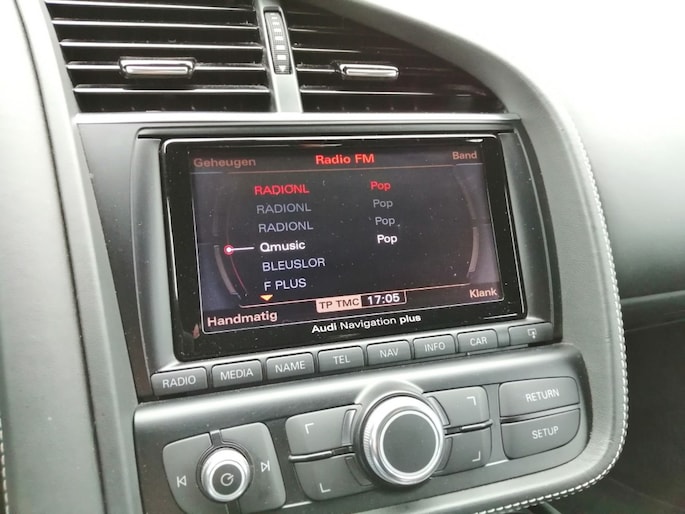 Geheugen Radio FM Band
RADIONL Pop
RADIONL Pop
RADIONL Pop
Qmusic Pop
BLEUSLOR
F PLUS
Handmatig TP TMC 17:05 Klank
Audi Navigation plus
RADIO MEDIA NAME TEL NAV INFO CAR
RETURN
SETUP